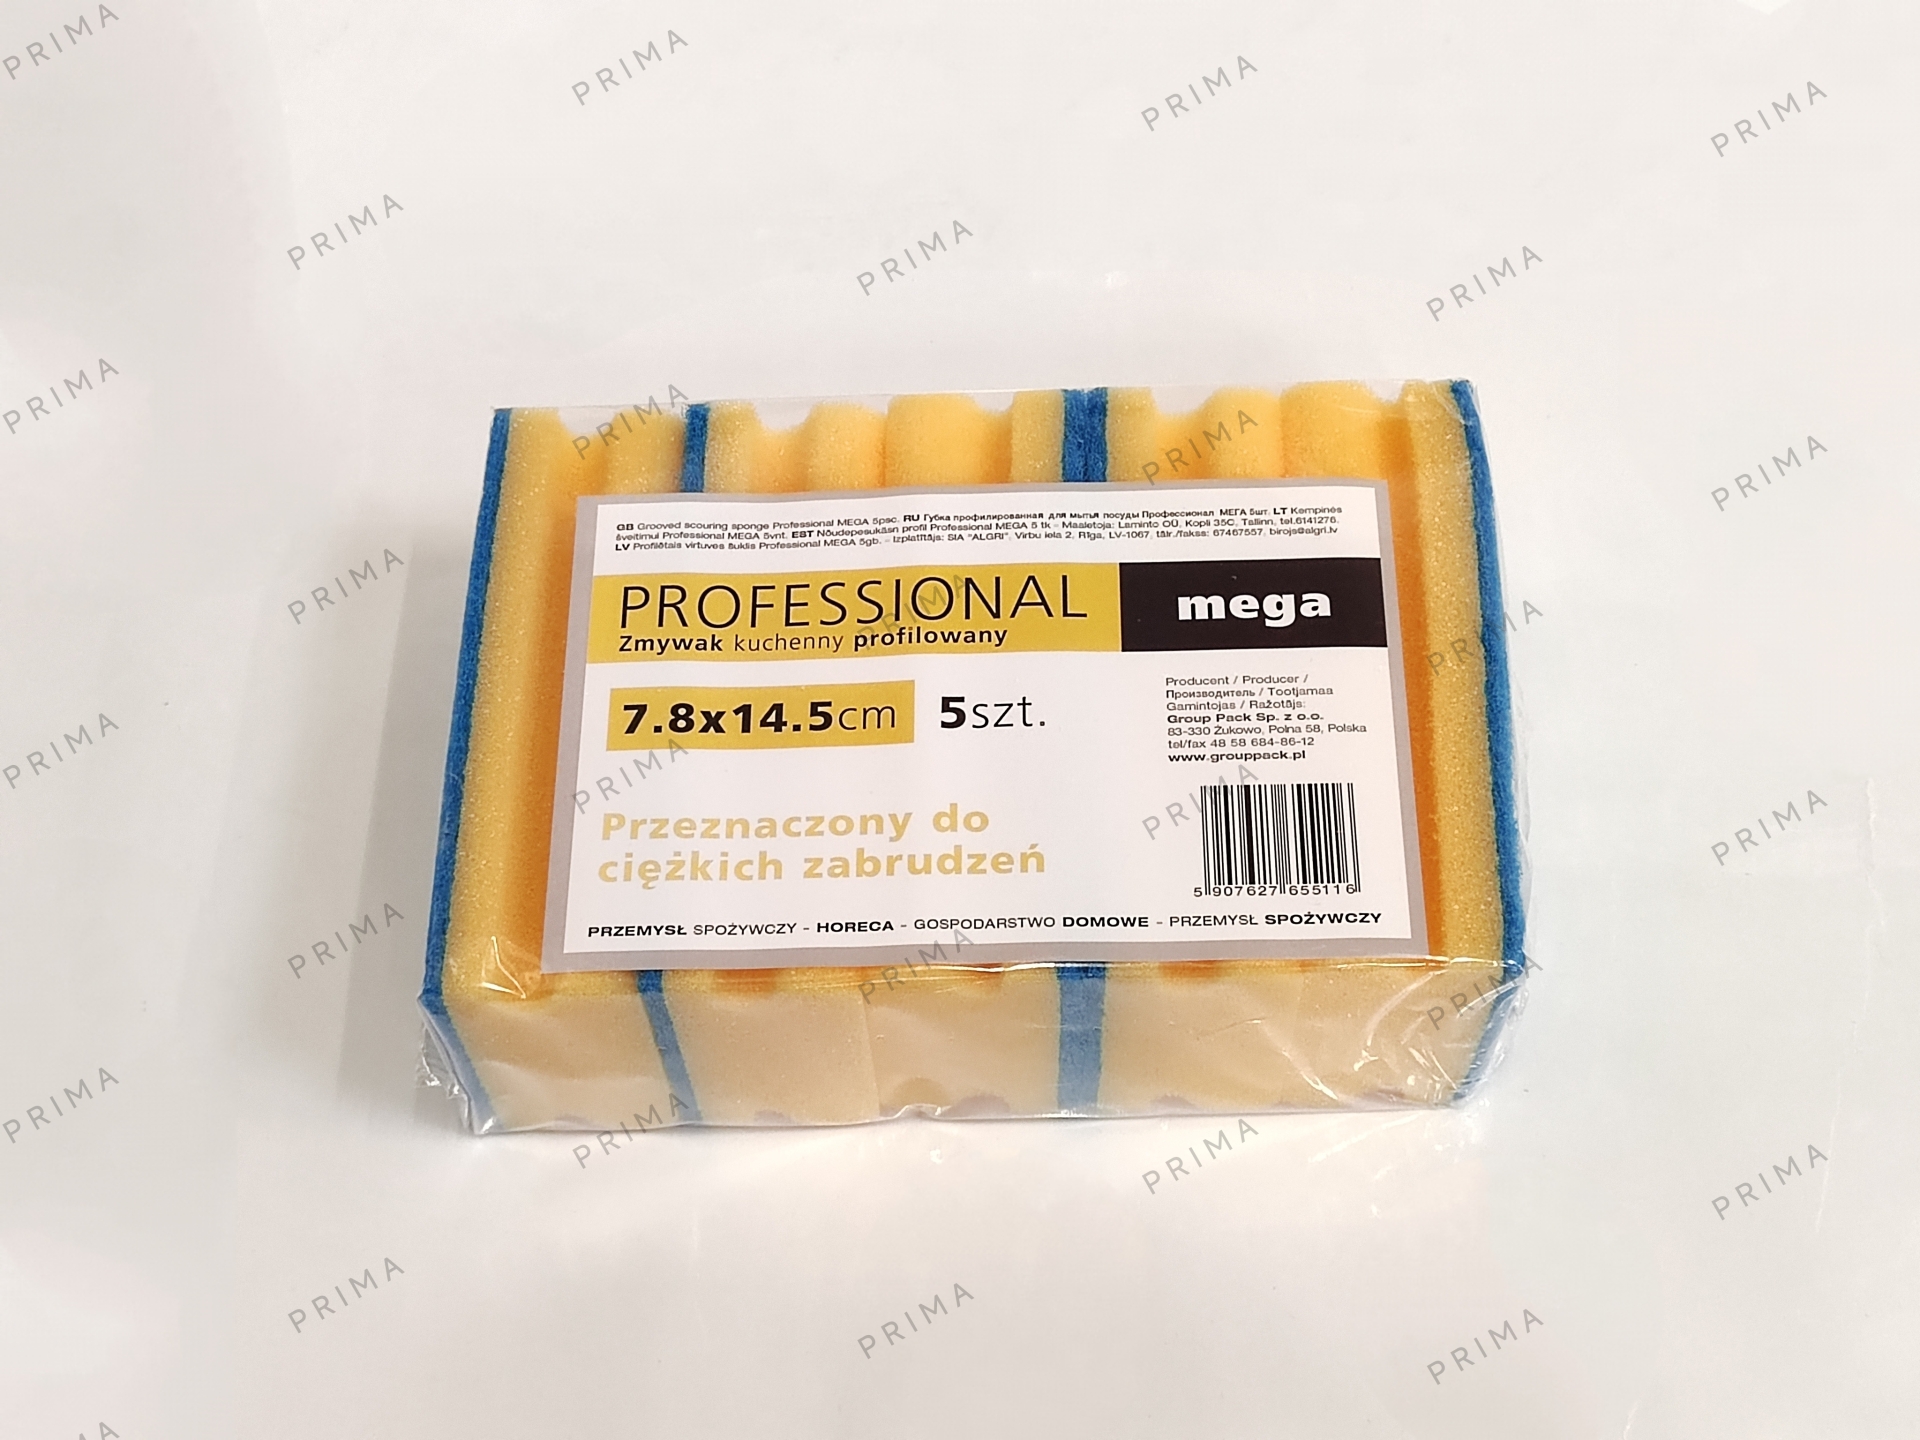 GB Grooved scouring sponge Professional MEGA 5psc. RU Губка профилированная для мытья посуды Профессионал МЕГА 5шт. LT Kempinės
šveitimui Professional MEGA 5vnt. EST Nõudepesukäsn profil Professional MEGA 5 tk - Maaletoja: Laminto OÜ, Kopli 35C, Tallinn, tel.6141276.
LV Profilētais virtuves sūklis Professional MEGA 5gb. - Izplatītājs: SIA "ALGRI", Virbu iela 2, Rīga, LV-1067, tālr./fakss: 67467557, birojs@algri.lv
PROFESSIONAL
Zmywak kuchenny profilowany
mega
7.8x14.5cm 5szt.
Producent / Producer /
Производитель / Tootjamaa
Gamintojas / Ražotājs:
Group Pack Sp. z o.o.
83-330 Żukowo, Polna 58, Polska
tel/fax 48 58 684-86-12
www.grouppack.pl
Przeznaczony do
ciężkich zabrudzeń
5 907627 655116
PRZEMYSŁ SPOŻYWCZY - HORECA - GOSPODARSTWO DOMOWE - PRZEMYSŁ SPOŻYWCZY
PRIMA